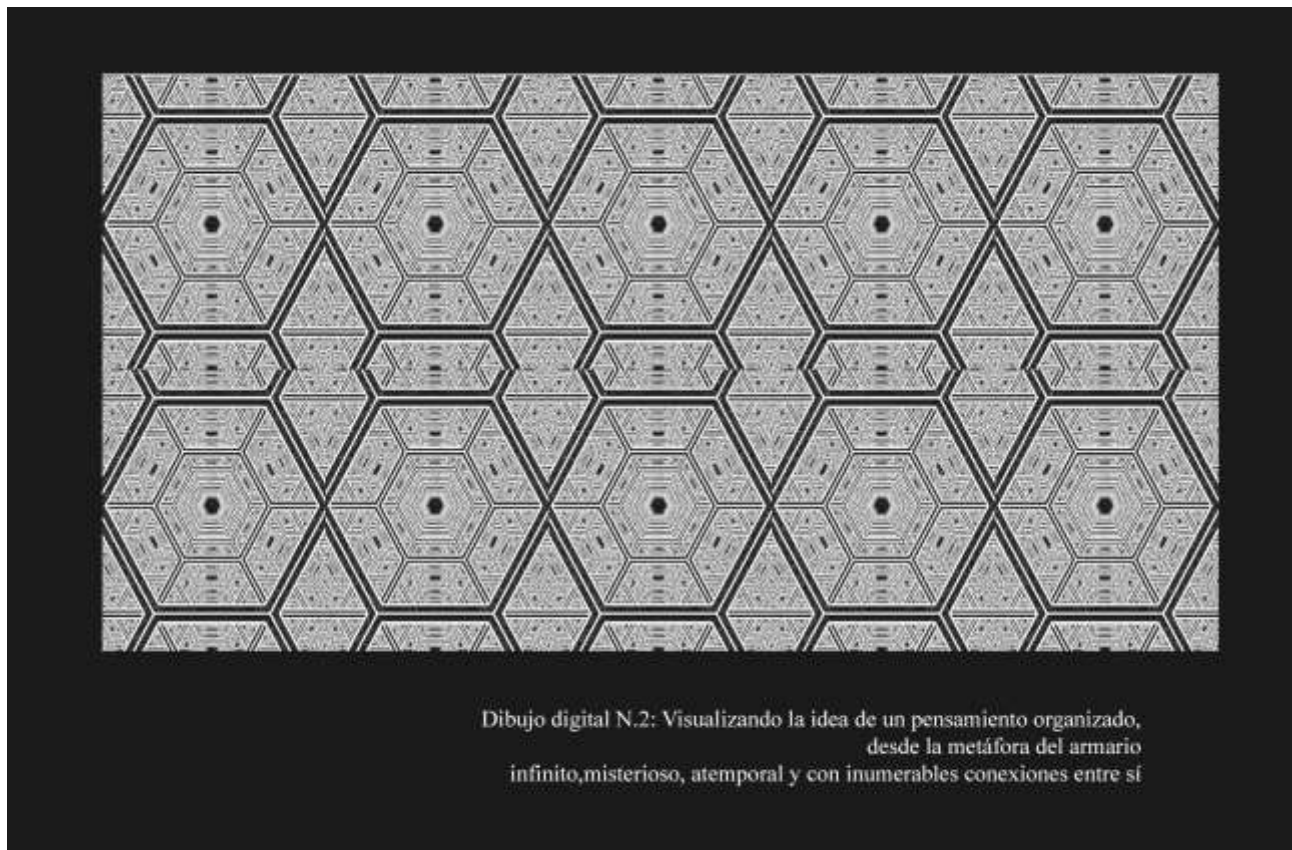 Dibujo digital N.2: Visualizando la idea de un pensamiento organizado,
desde la metáfora del armario
infinito,misterioso, atemporal y con inumerables conexiones entre sí